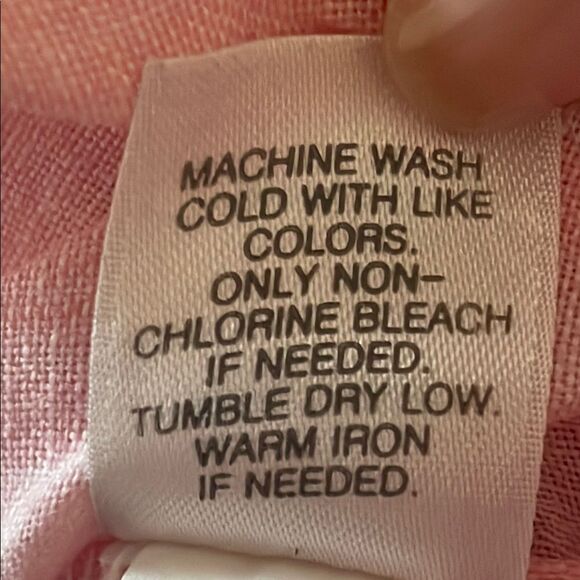 MACHINE WASH
COLD WITH LIKE
COLORS.
ONLY NON-
CHLORINE BLEACH
IF NEEDED.
TUMBLE DRY LOW.
WARM IRON
IF NEEDED.